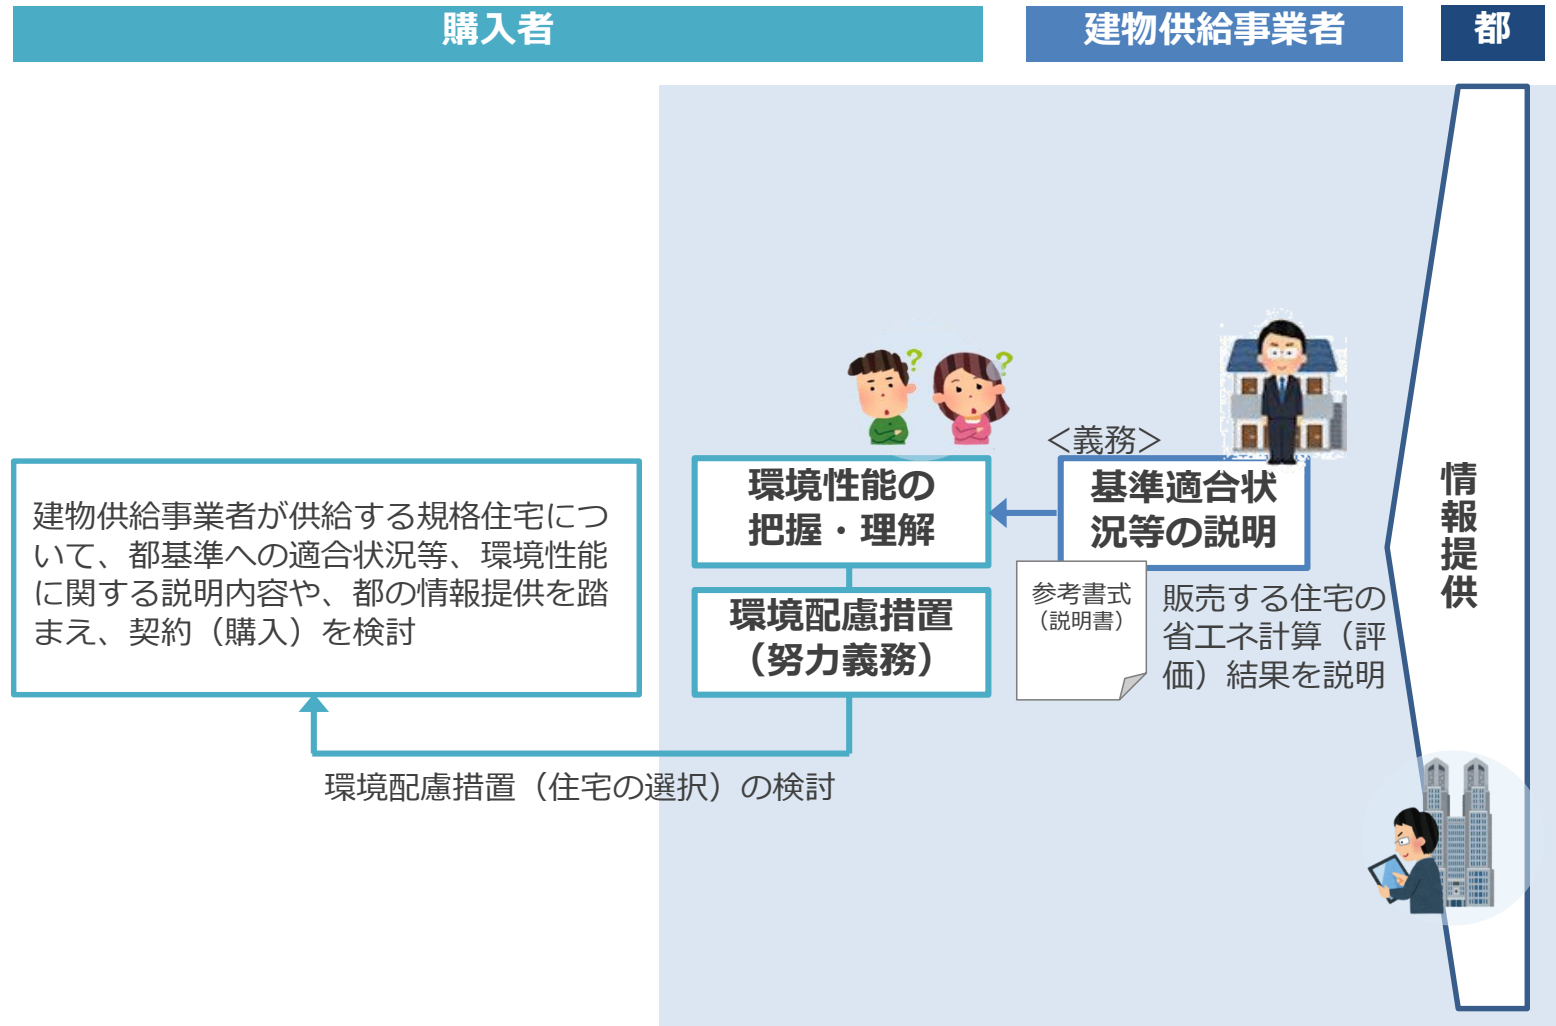 購入者
建物供給事業者
都
＜義務＞
環境性能の
把握・理解
基準適合状
況等の説明
情報提供
建物供給事業者が供給する規格住宅につ
いて、都基準への適合状況等、環境性能
に関する説明内容や、都の情報提供を踏
まえ、契約（購入）を検討
環境配慮措置
（努力義務）
参考書式
（説明書）
販売する住宅の
省エネ計算（評
価）結果を説明
環境配慮措置（住宅の選択）の検討